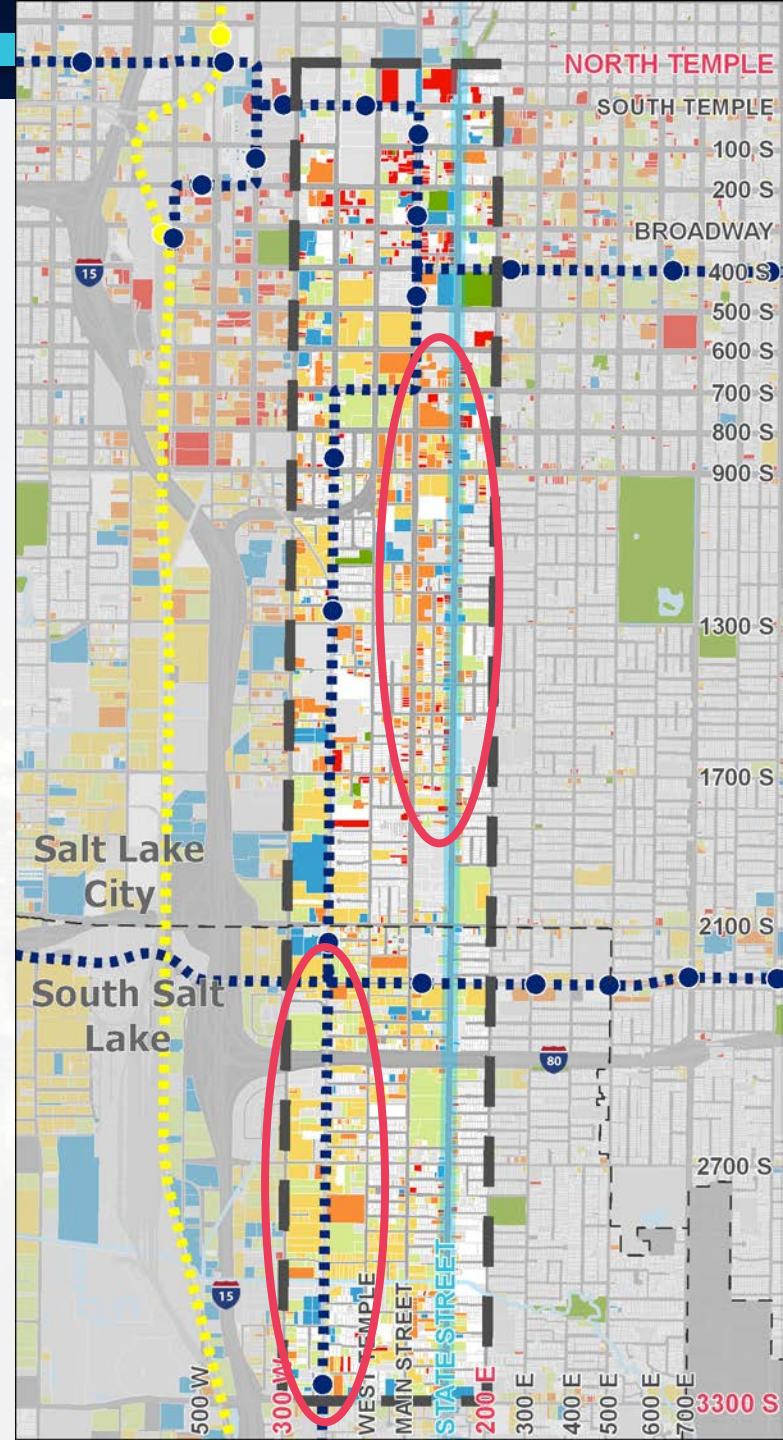 NORTH TEMPLE
SOUTH TEMPLE
100 S
200 S
BROADWAY
15
400 S
500 S
600 S
700 S
800 S
900 S
1300 S
1700 S
Salt Lake
City
2100 S
South Salt
Lake
80
2700 S
15
500 W
300 W
WEST TEMPLE
MAIN STREET
STATE STREET
200 E
300 E
400 E
500 E
600 E
700 E
3300 S